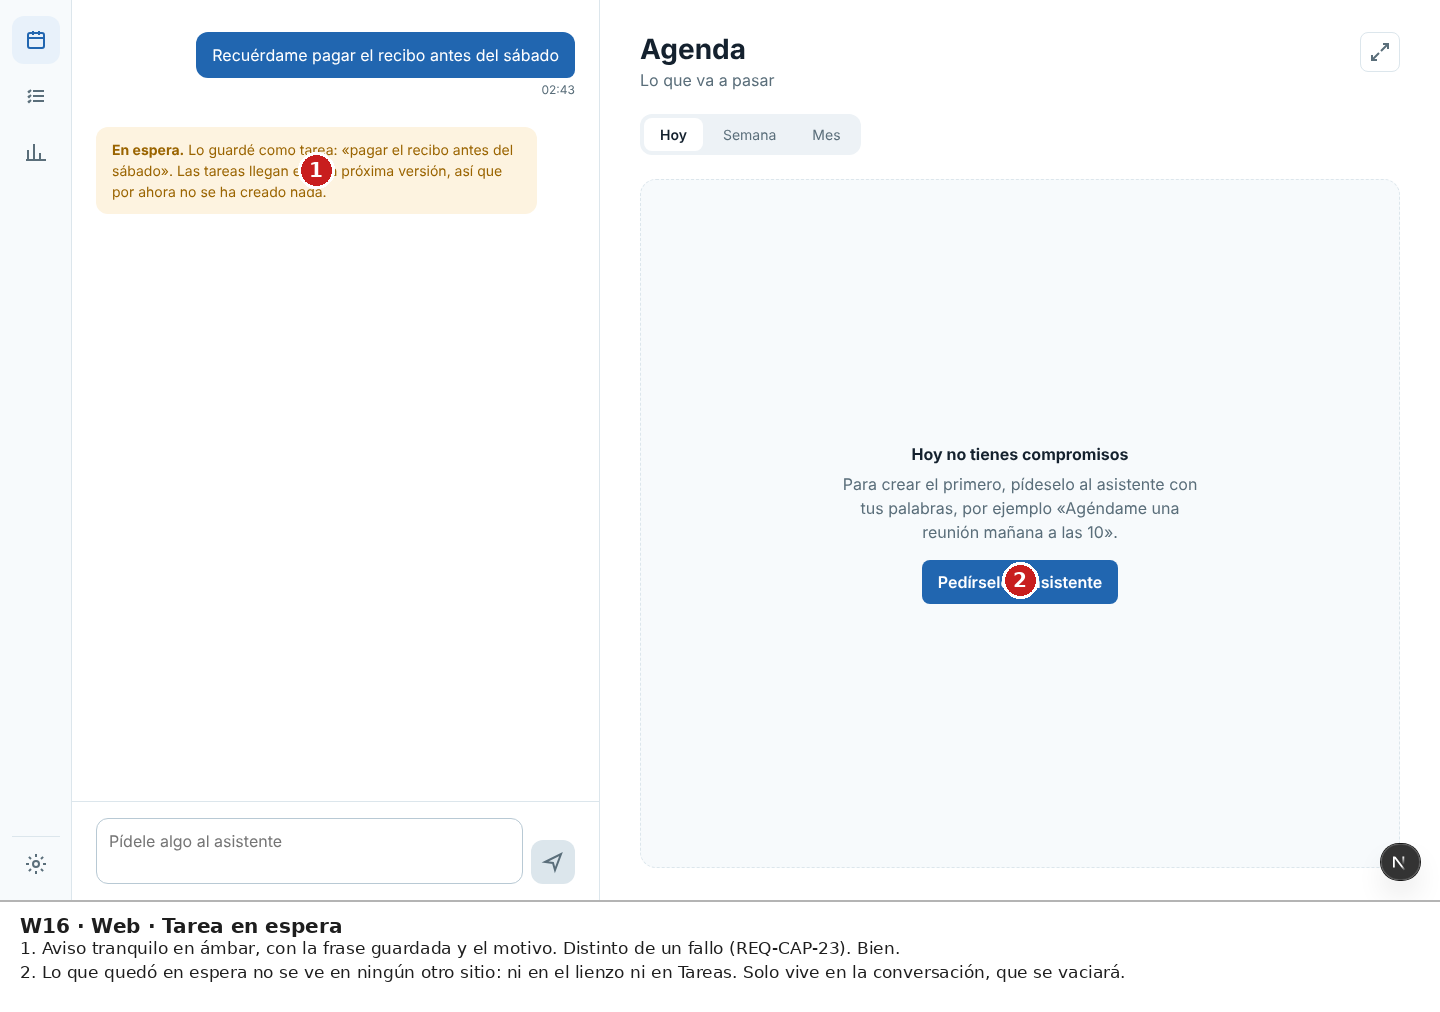 Recuérdame pagar el recibo antes del sábado
02:43
En espera. Lo guardé como tarea: «pagar el recibo antes del
sábado». Las tareas llegan próxima versión, así que
por ahora no se ha creado nada.
1
Pídele algo al asistente
Agenda
Lo que va a pasar
Hoy Semana Mes
Hoy no tienes compromisos
Para crear el primero, pídeselo al asistente con
tus palabras, por ejemplo «Agéndame una
reunión mañana a las 10».
2
N
W16 · Web · Tarea en espera
1. Aviso tranquilo en ámbar, con la frase guardada y el motivo. Distinto de un fallo (REQ-CAP-23). Bien.
2. Lo que quedó en espera no se ve en ningún otro sitio: ni en el lienzo ni en Tareas. Solo vive en la conversación, que se vaciará.